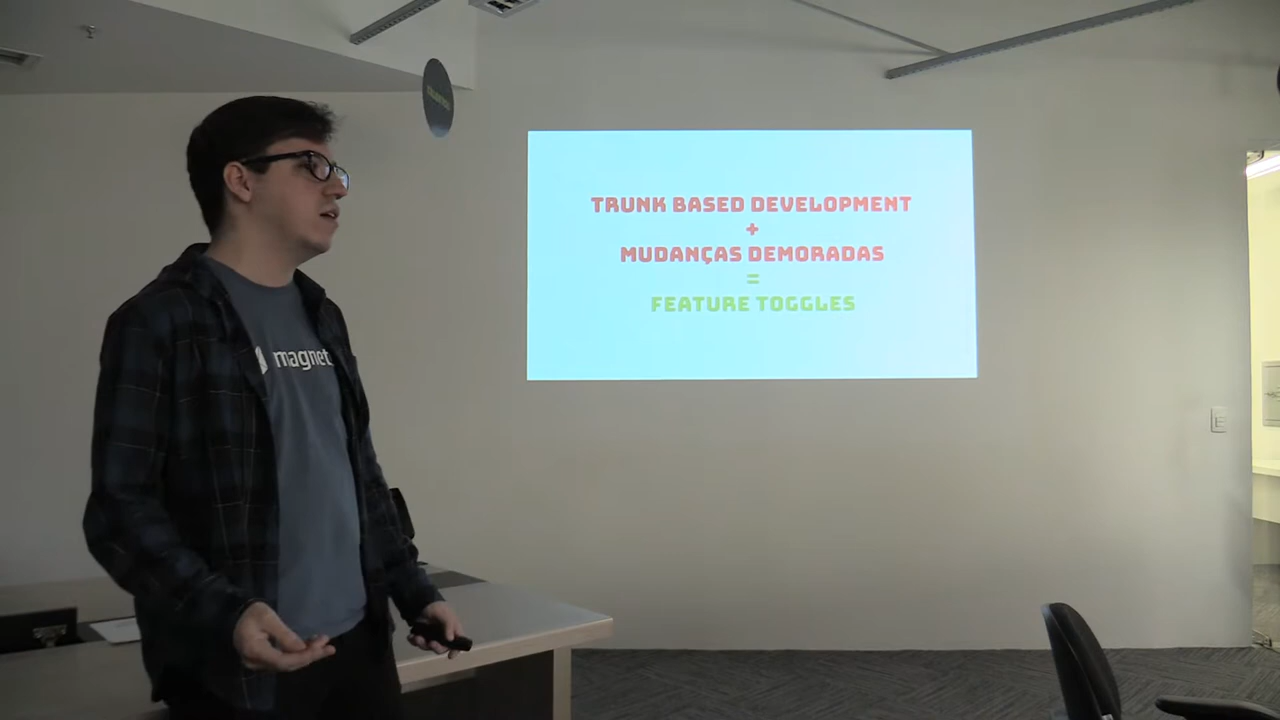 TRUNK BASED DEVELOPMENT
+
MUDANÇAS DEMORADAS
=
FEATURE TOGGLES
magnet